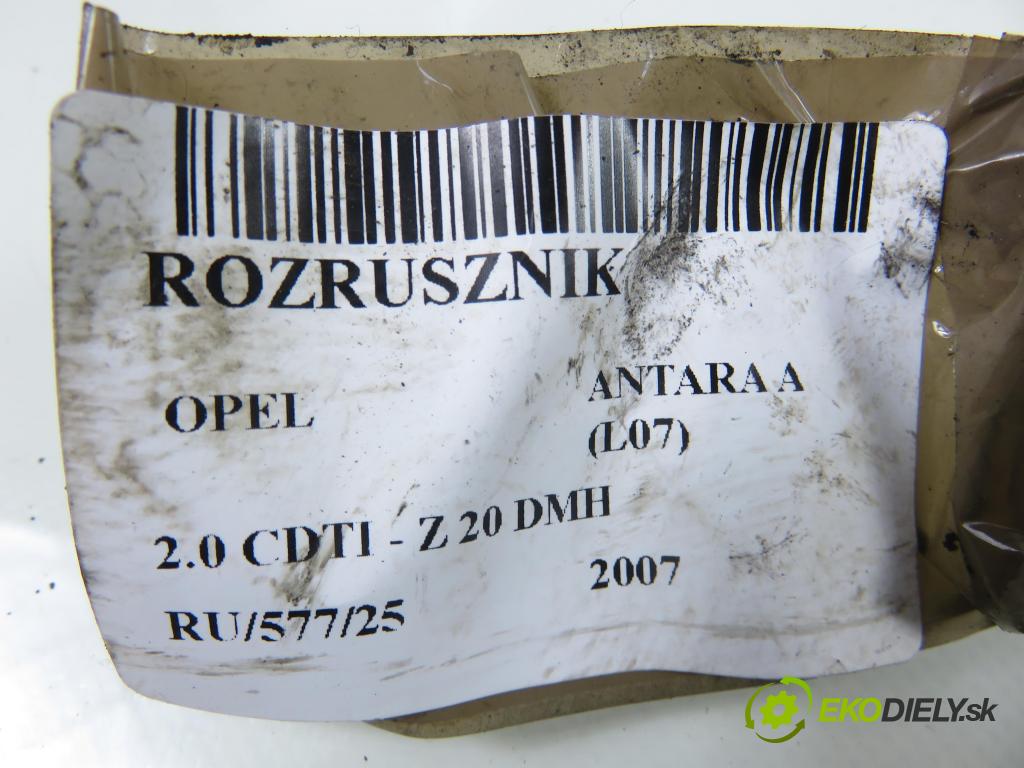 ROZRUSZNIK
OPEL
ANTARA A
(L07)
2.0 CDTI - Z 20 DMH
2007
RU/577/25
EKODIELY.sk